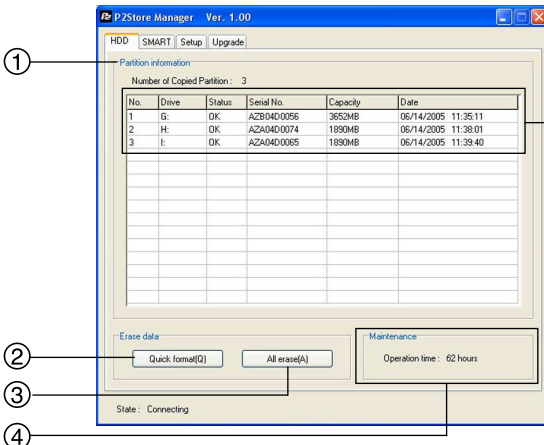 P2 P2Store Manager Ver. 1.00
HDD SMART Setup Upgrade
① Partition information
Number of Copied Partition : 3
No. Drive Status Serial No. Capacity Date
1 G: OK AZB04D0056 3652MB 06/14/2005 11:35:11
2 H: OK AZA04D0074 1890MB 06/14/2005 11:38:01
3 I: OK AZA04D0065 1890MB 06/14/2005 11:39:40
Erase data Maintenance
② Quick format(Q) All erase(A) Operation time : 62 hours
③
State : Connecting
④